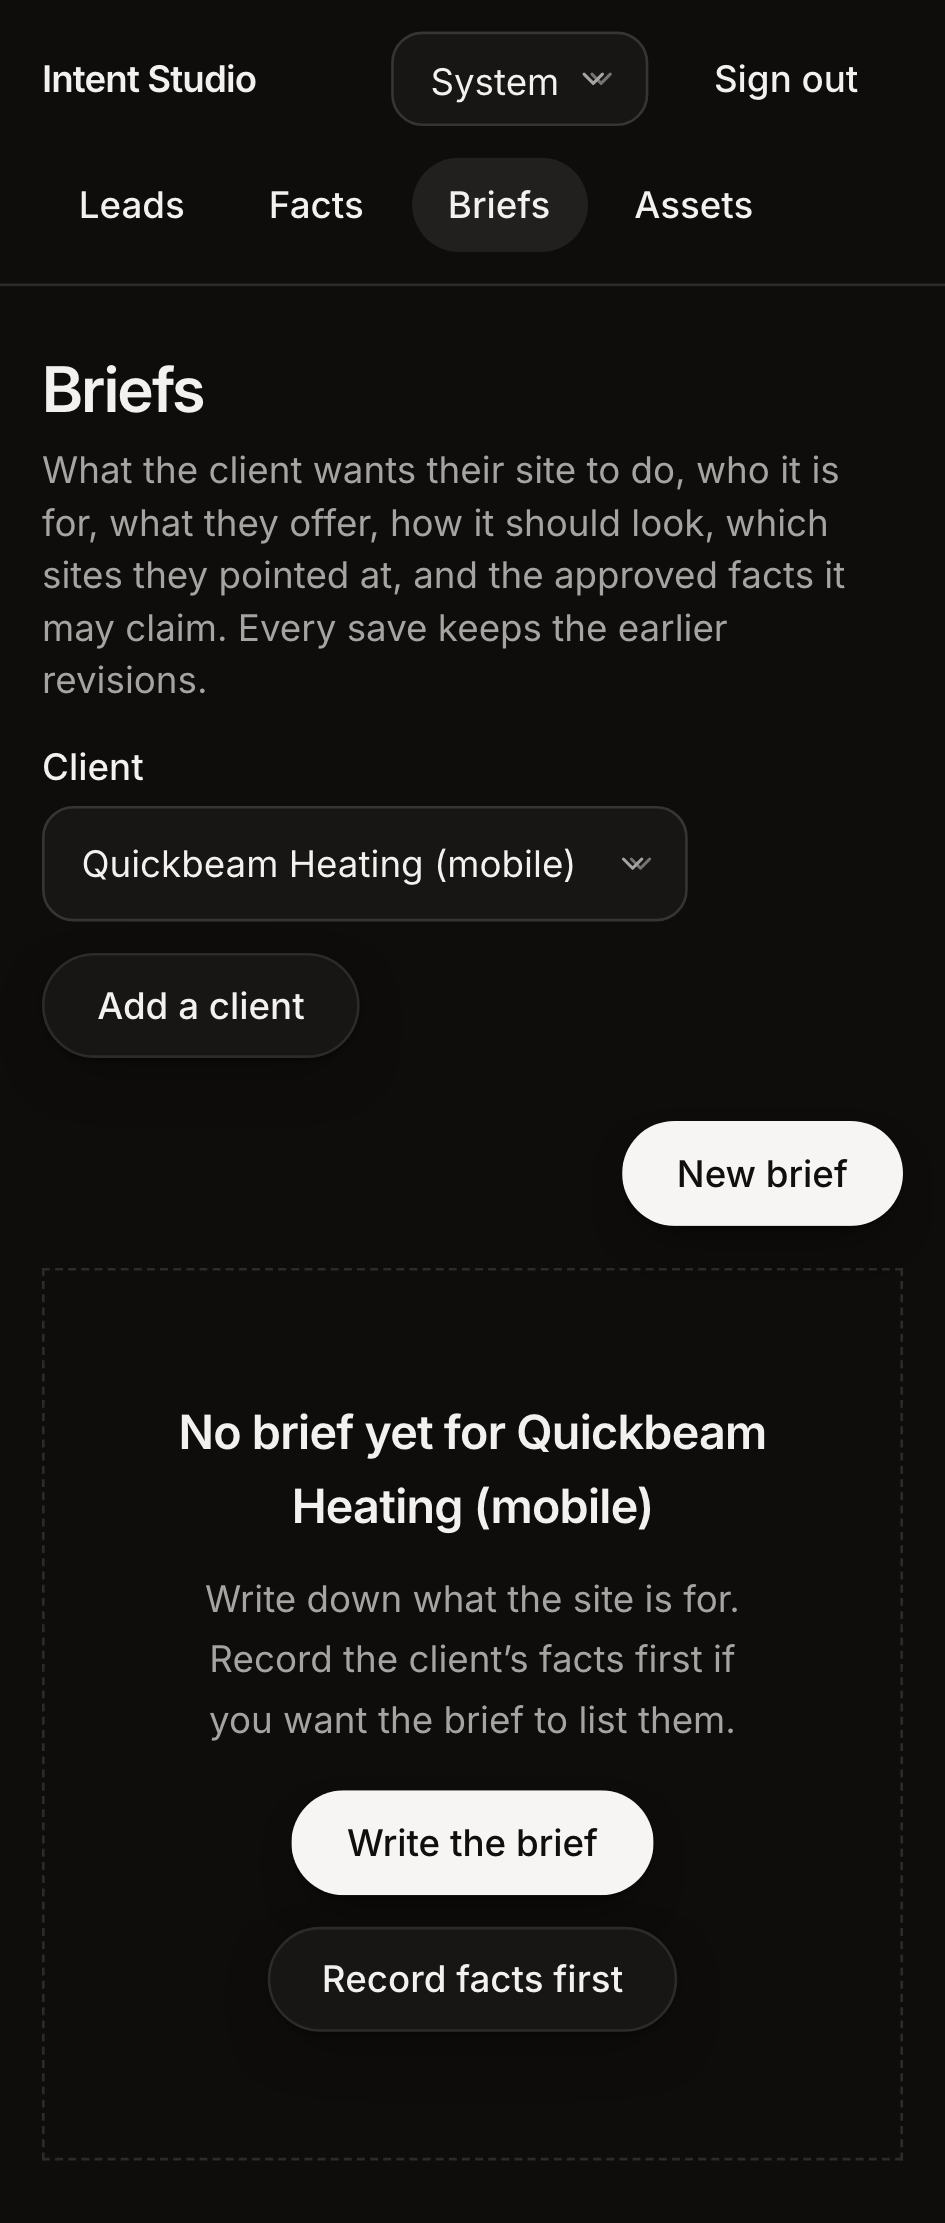 Intent Studio
System
Sign out
Leads
Facts
Briefs
Assets
Briefs
What the client wants their site to do, who it is
for, what they offer, how it should look, which
sites they pointed at, and the approved facts it
may claim. Every save keeps the earlier
revisions.
Client
Quickbeam Heating (mobile)
Add a client
New brief
No brief yet for Quickbeam
Heating (mobile)
Write down what the site is for.
Record the client’s facts first if
you want the brief to list them.
Write the brief
Record facts first